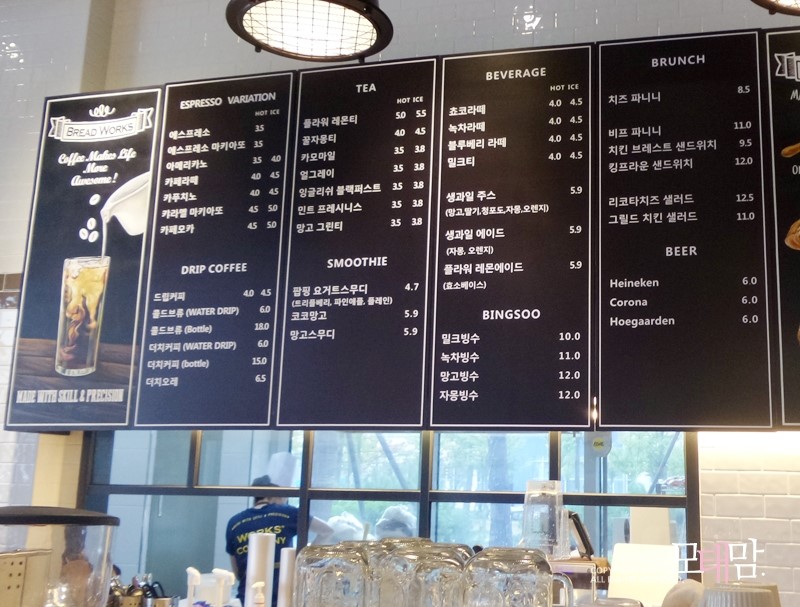 BREAD WORKS
Coffee Makes Life
More
Awesome!
MADE WITH SKILL & PRECISION
ESPRESSO VARIATION
HOT ICE
에스프레소 3.5
에스프레소 마키아또 3.5
아메리카노 3.5 4.0
카페라떼 4.0 4.5
카푸치노 4.0 4.5
캬라멜 마키아또 4.5 5.0
카페모카 4.5 5.0
DRIP COFFEE
드립커피 4.0 4.5
콜드브류 (WATER DRIP) 6.0
콜드브류 (Bottle) 18.0
더치커피 (WATER DRIP) 6.0
더치커피 (bottle) 15.0
더치오레 6.5
TEA
HOT ICE
플라워 레몬티 5.0 5.5
꿀자몽티 4.0 4.5
카모마일 3.5 3.8
얼그레이 3.5 3.8
잉글리쉬 블랙퍼스트 3.5 3.8
민트 프레시니스 3.5 3.8
망고 그린티 3.5 3.8
SMOOTHIE
팝핑 요거트스무디 4.7
(트리플베리, 파인애플, 플레인)
코코망고 5.9
망고스무디 5.9
BEVERAGE
HOT ICE
쵸코라떼 4.0 4.5
녹차라떼 4.0 4.5
블루베리 라떼 4.0 4.5
밀크티 4.0 4.5
생과일 주스 5.9
(망고,딸기,청포도,자몽,오렌지)
생과일 에이드 5.9
(자몽, 오렌지)
플라워 레몬에이드 5.9
(효소베이스)
BINGSOO
밀크빙수 10.0
녹차빙수 11.0
망고빙수 12.0
자몽빙수 12.0
BRUNCH
치즈 파니니 8.5
비프 파니니 11.0
치킨 브레스트 샌드위치 9.5
킹프라운 샌드위치 12.0
리코타치즈 샐러드 12.5
그릴드 치킨 샐러드 11.0
BEER
Heineken 6.0
Corona 6.0
Hoegaarden 6.0
WORKS
COMPANY
모태맘.